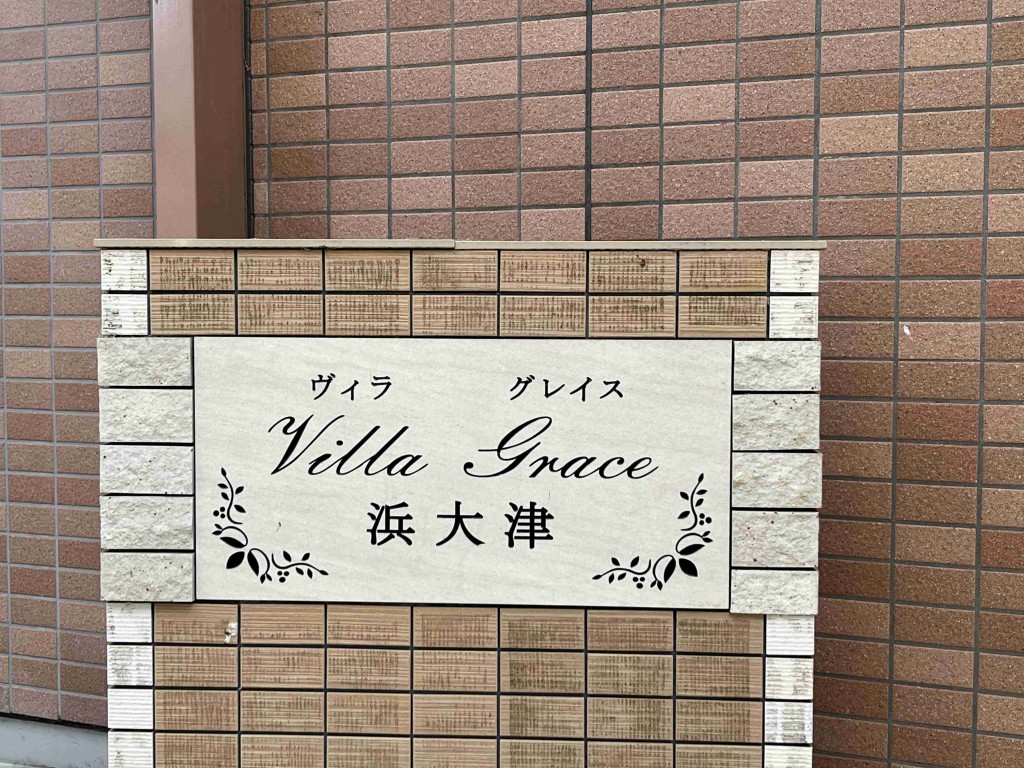 ヴィラ グレイス
Villa Grace
浜大津